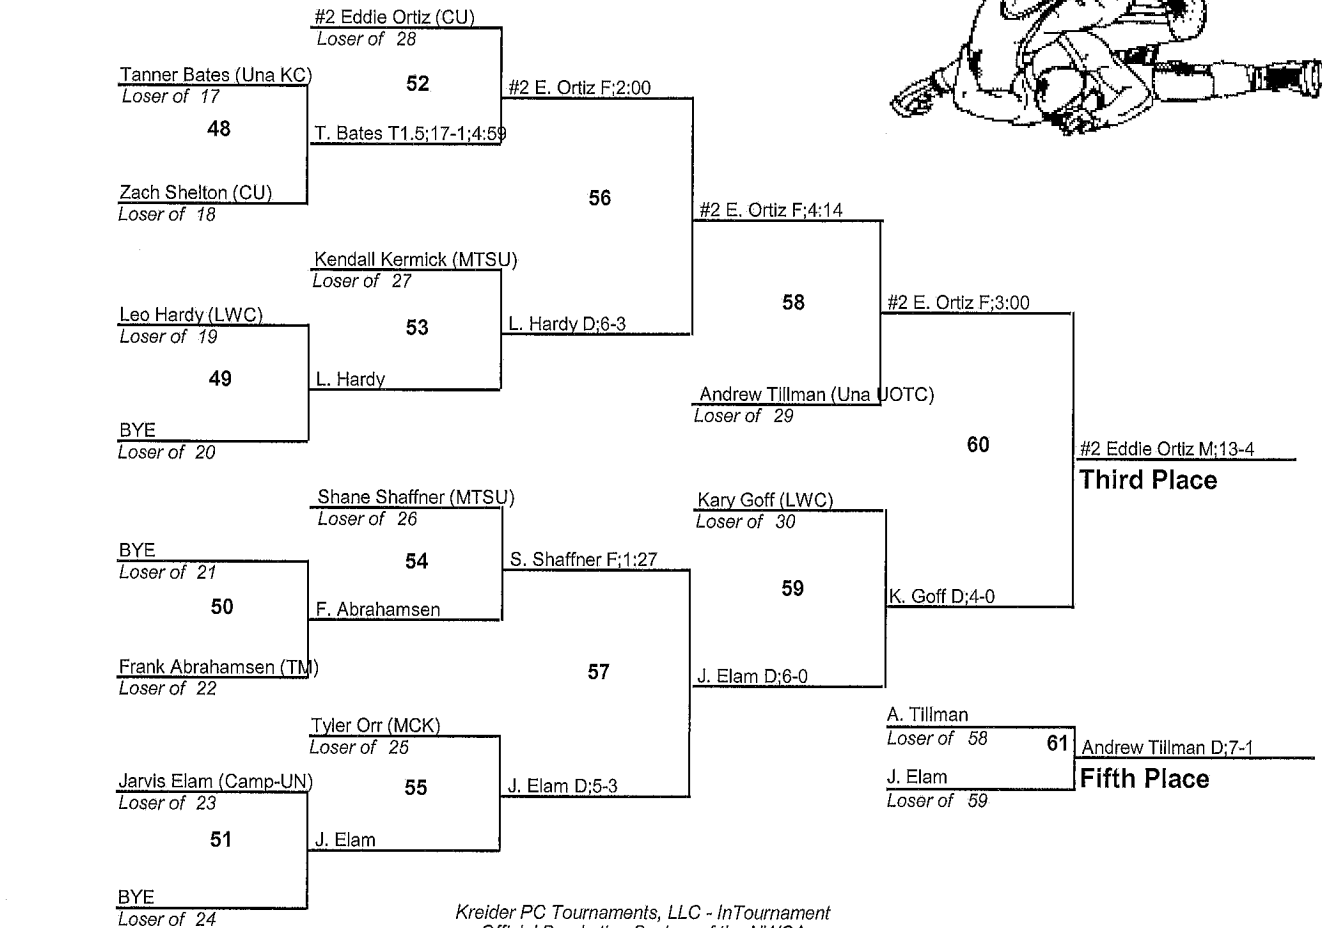 #2 Eddie Ortiz (CU)
Loser of 28
Tanner Bates (Una KC)
Loser of 17
52
#2 E. Ortiz F;2:00
48
T. Bates T1.5;17-1;4:59
Zach Shelton (CU)
Loser of 18
56
#2 E. Ortiz F;4:14
Kendall Kermick (MTSU)
Loser of 27
58
#2 E. Ortiz F;3:00
Leo Hardy (LWC)
Loser of 19
53
L. Hardy D;6-3
49
L. Hardy
Andrew Tillman (Una UOTC)
Loser of 29
BYE
Loser of 20
60
#2 Eddie Ortiz M;13-4
Third Place
Shane Shaffner (MTSU)
Loser of 26
Kary Goff (LWC)
Loser of 30
BYE
Loser of 21
54
S. Shaffner F;1:27
59
K. Goff D;4-0
50
F. Abrahamsen
Frank Abrahamsen (TM)
Loser of 22
57
J. Elam D;6-0
Tyler Orr (MCK)
Loser of 25
A. Tillman
Loser of 58
61
Andrew Tillman D;7-1
Fifth Place
J. Elam
Loser of 59
Jarvis Elam (Camp-UN)
Loser of 23
55
J. Elam D;5-3
51
J. Elam
BYE
Loser of 24
Kreider PC Tournaments, LLC - InTournament